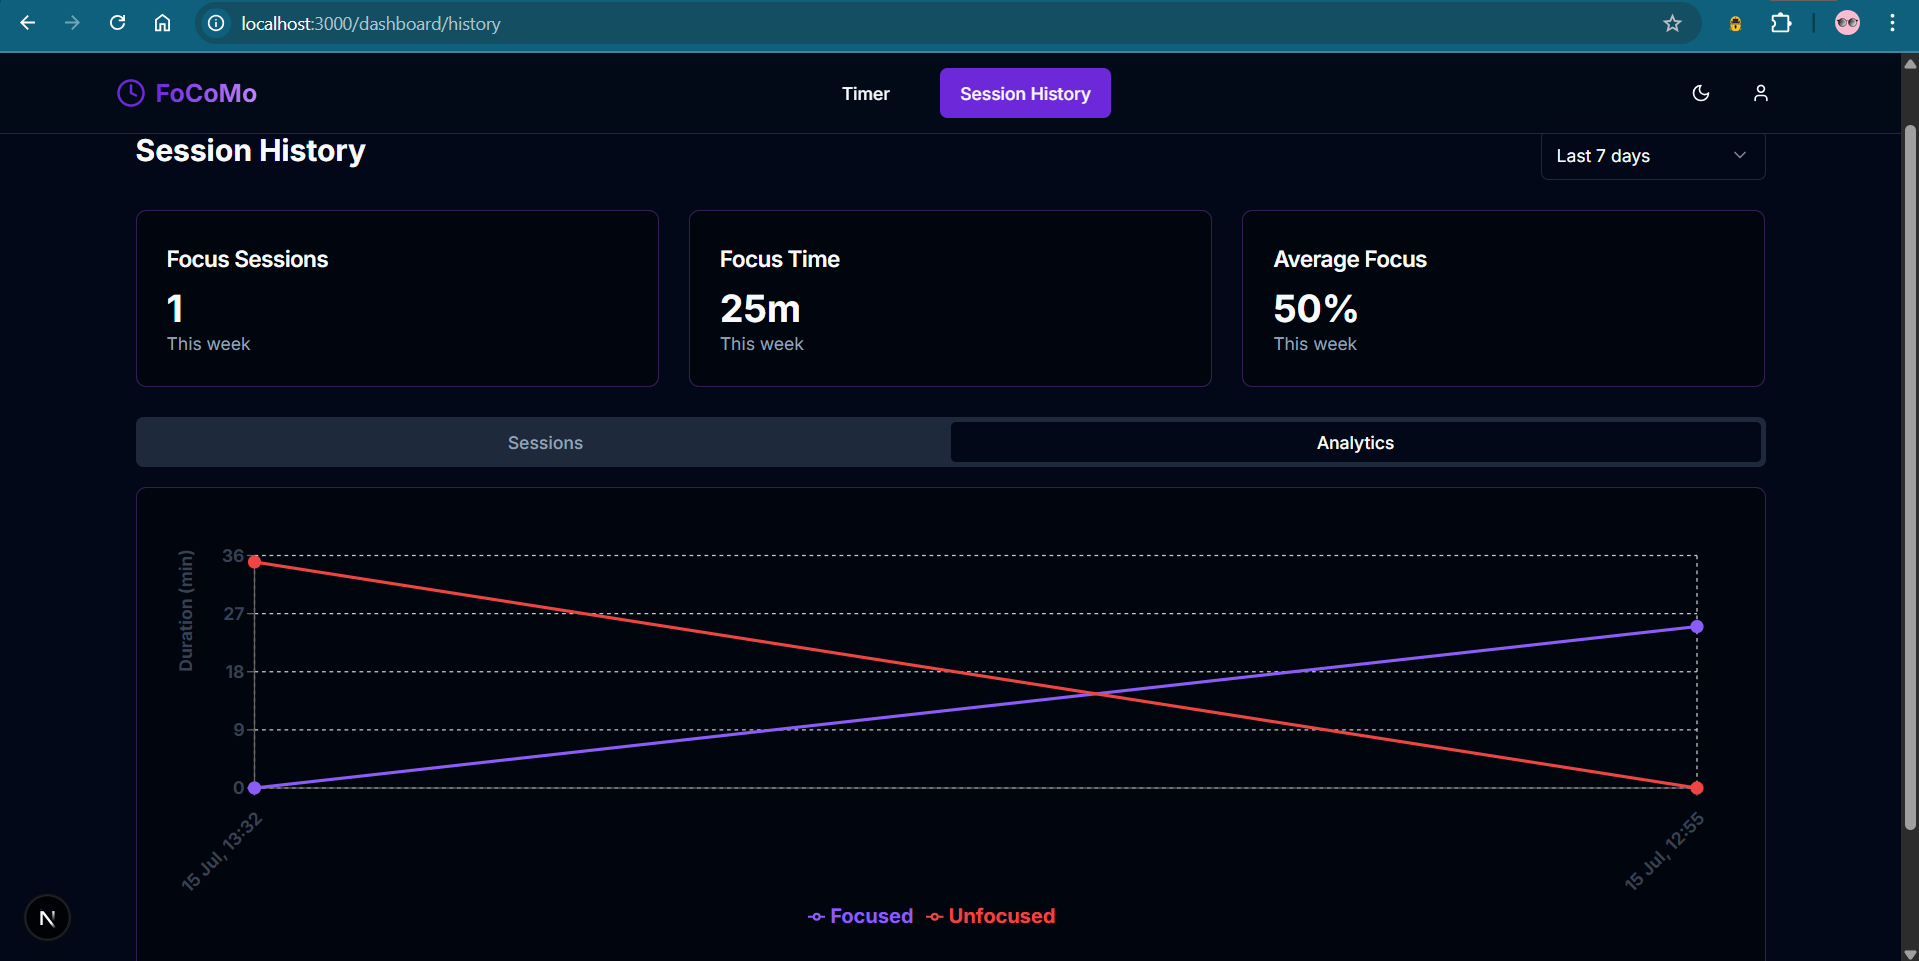 localhost:3000/dashboard/history
FoCoMo
Timer
Session History
Session History
Last 7 days
Focus Sessions
1
This week
Focus Time
25m
This week
Average Focus
50%
This week
Sessions
Analytics
Duration (min)
36
27
18
9
0
15 Jul, 13:32
15 Jul, 12:55
Focused
Unfocused
N